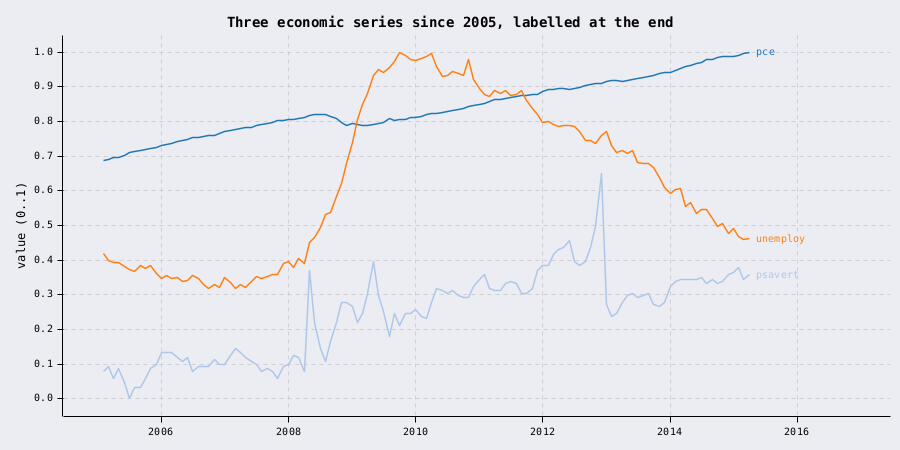 Three economic series since 2005, labelled at the end
value (0..1)
1.0
0.9
0.8
0.7
0.6
0.5
0.4
0.3
0.2
0.1
0.0
pce
unemploy
psavert
2006 2008 2010 2012 2014 2016